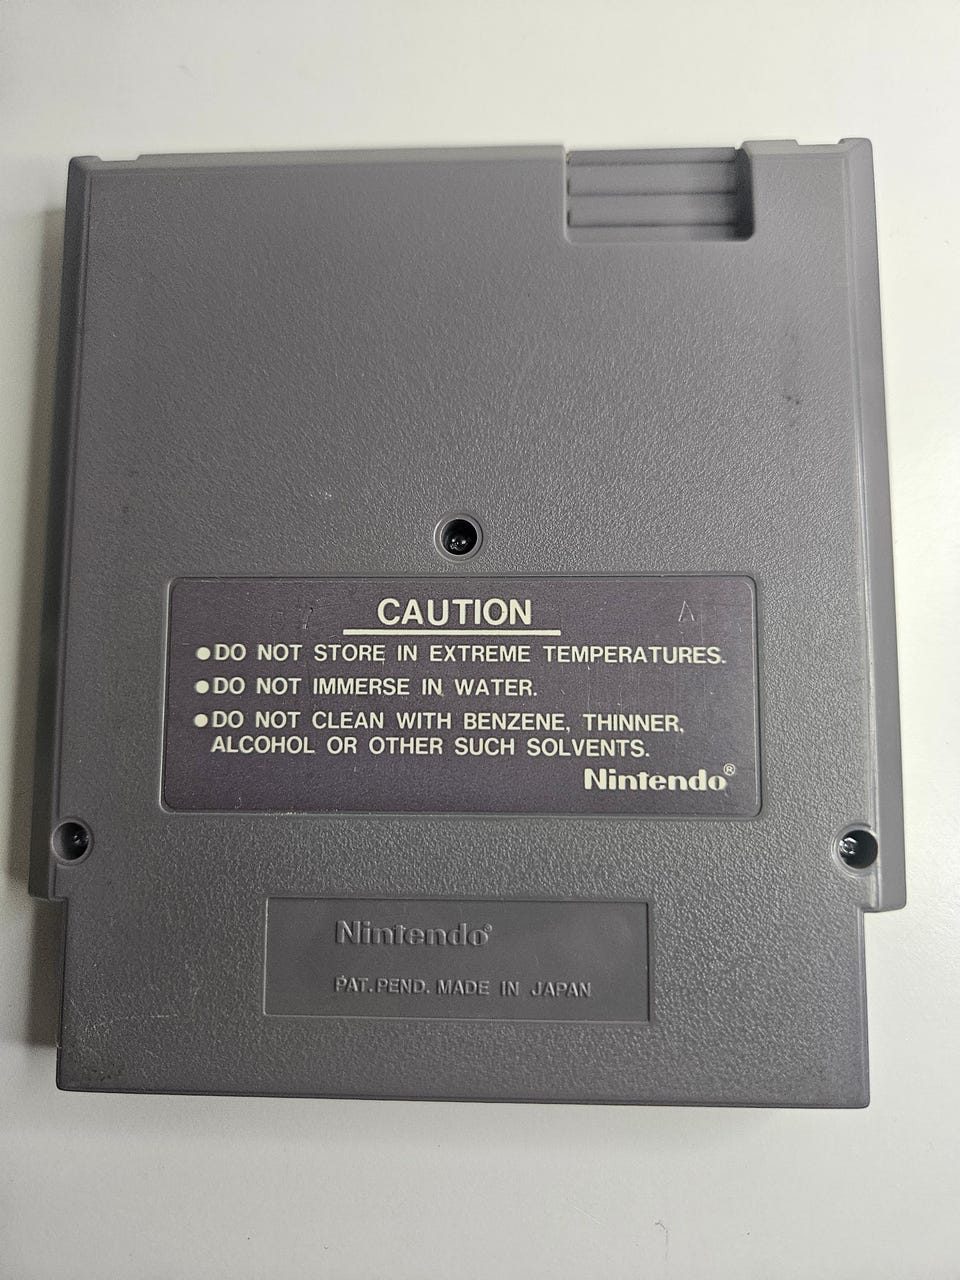 CAUTION
●DO NOT STORE IN EXTREME TEMPERATURES.
●DO NOT IMMERSE IN WATER.
●DO NOT CLEAN WITH BENZENE, THINNER,
ALCOHOL OR OTHER SUCH SOLVENTS.
Nintendo®
Nintendo®
PAT. PEND. MADE IN JAPAN